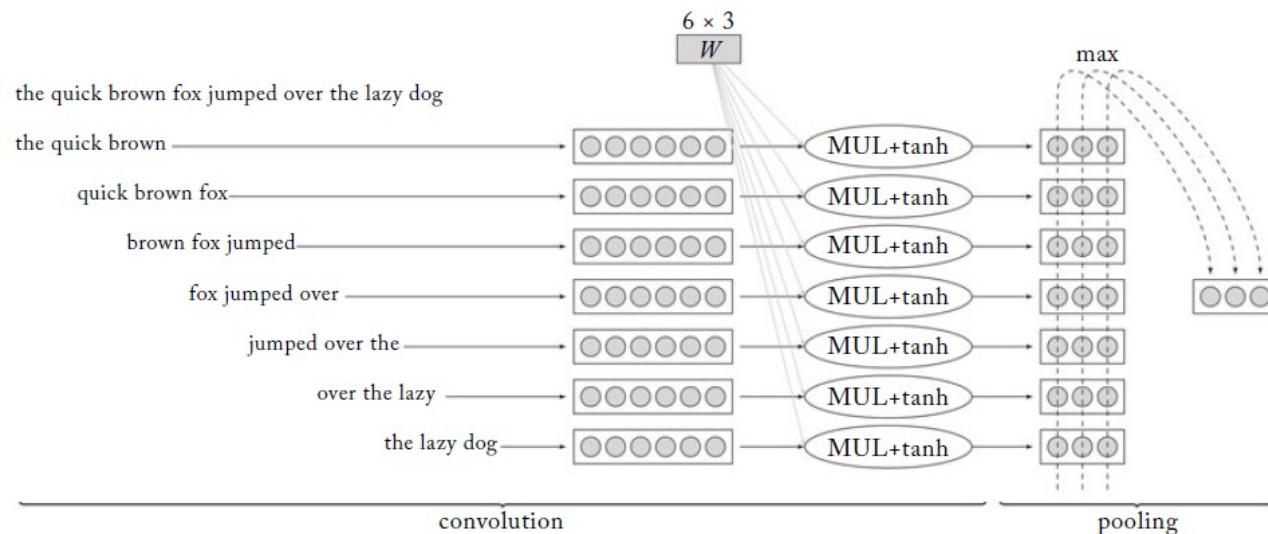 6 × 3
W
max
the quick brown fox jumped over the lazy dog
the quick brown
MUL+tanh
quick brown fox
MUL+tanh
brown fox jumped
MUL+tanh
fox jumped over
MUL+tanh
jumped over the
MUL+tanh
over the lazy
MUL+tanh
the lazy dog
MUL+tanh
convolution
pooling